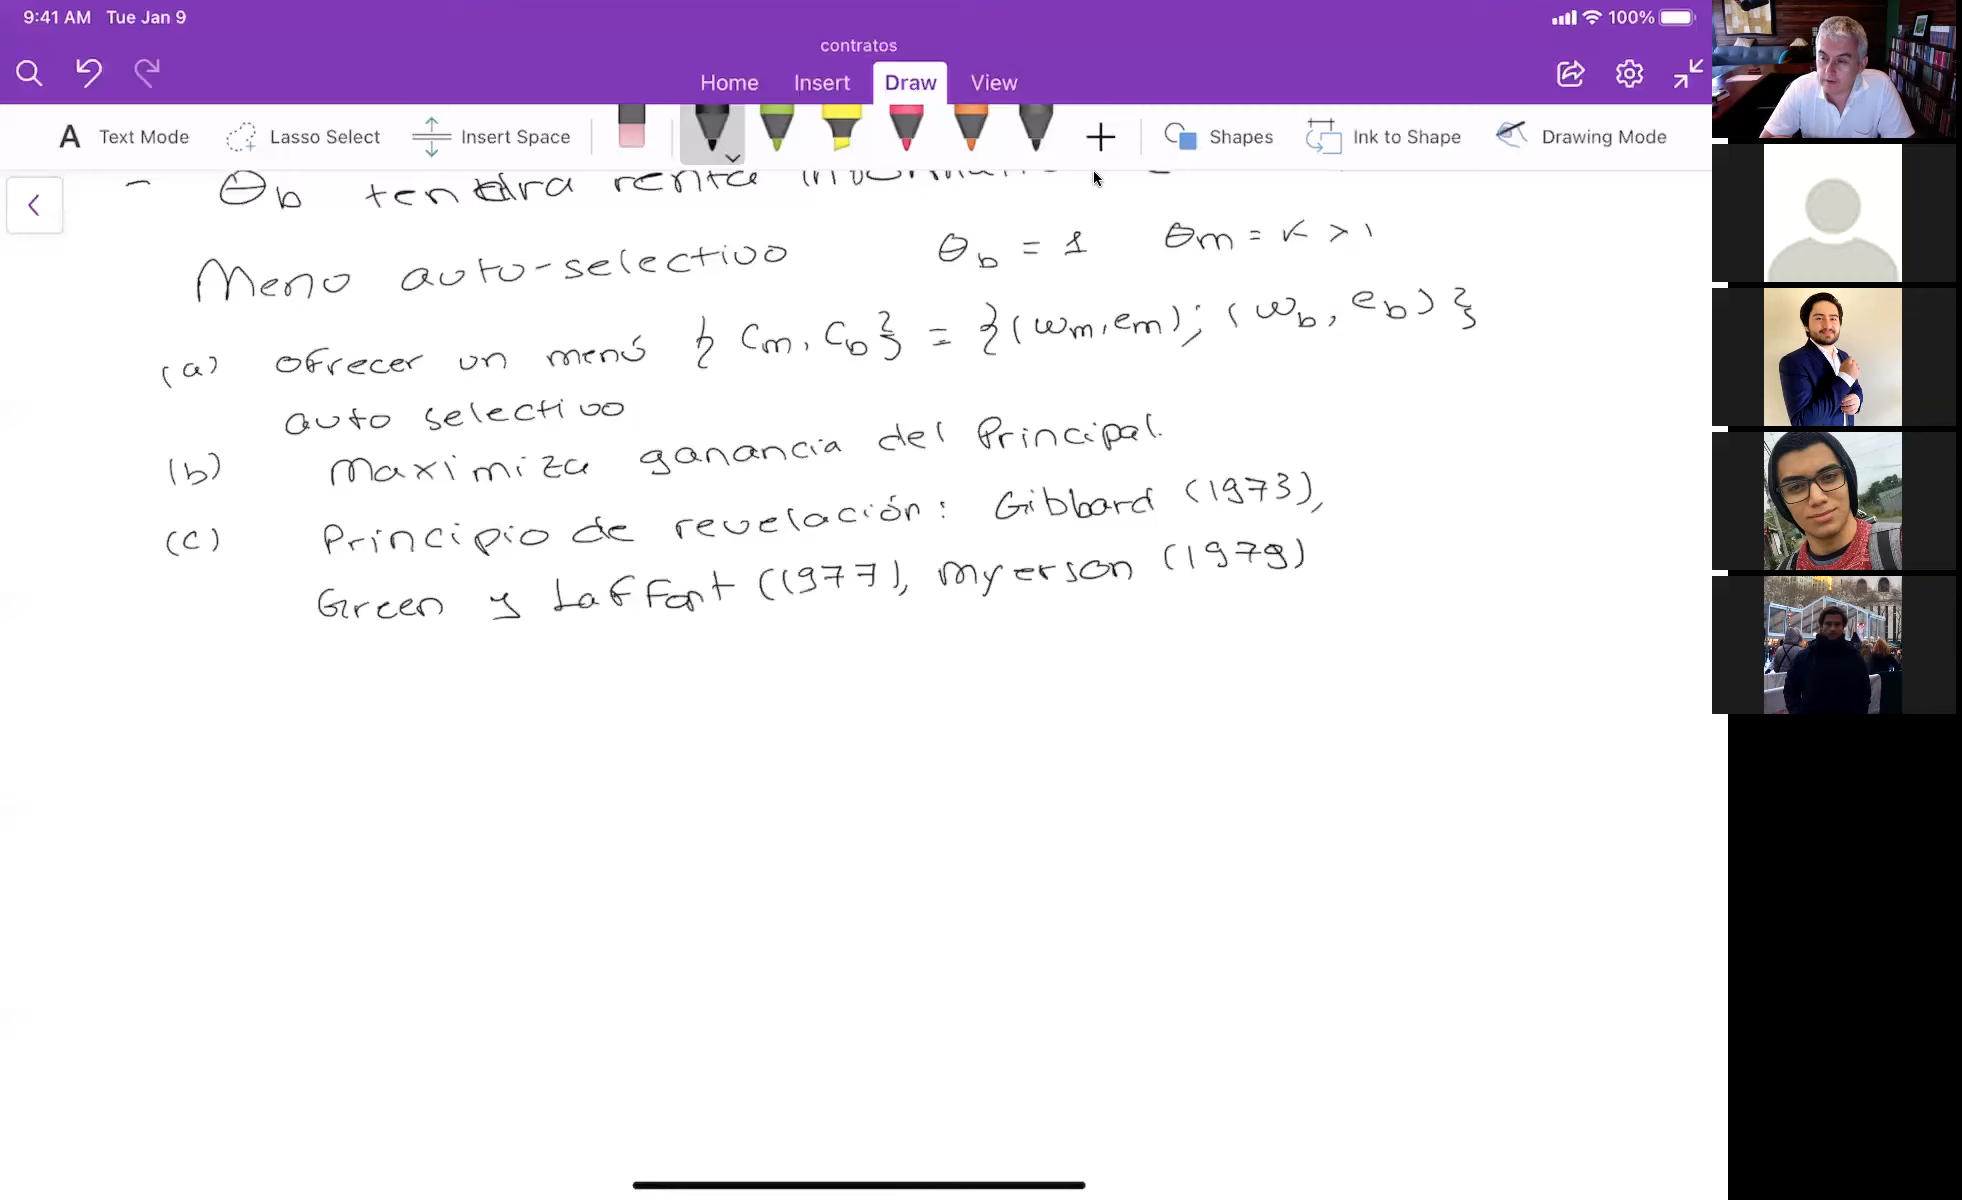 9:41 AM Tue Jan 9
100%
contratos
Home Insert Draw View
A Text Mode Lasso Select Insert Space + Shapes Ink to Shape Drawing Mode
- θb tendra renta
Meno auto-selectivo θb = 1 θm = K > 1
(a) ofrecer un menú { Cm, Cb } = { (wm, em); (wb, eb) }
auto selectivo
(b) Maximiza ganancia del Principal.
(c) Principio de revelación: Gibbard (1973),
Green y Laffont (1977), Myerson (1979)